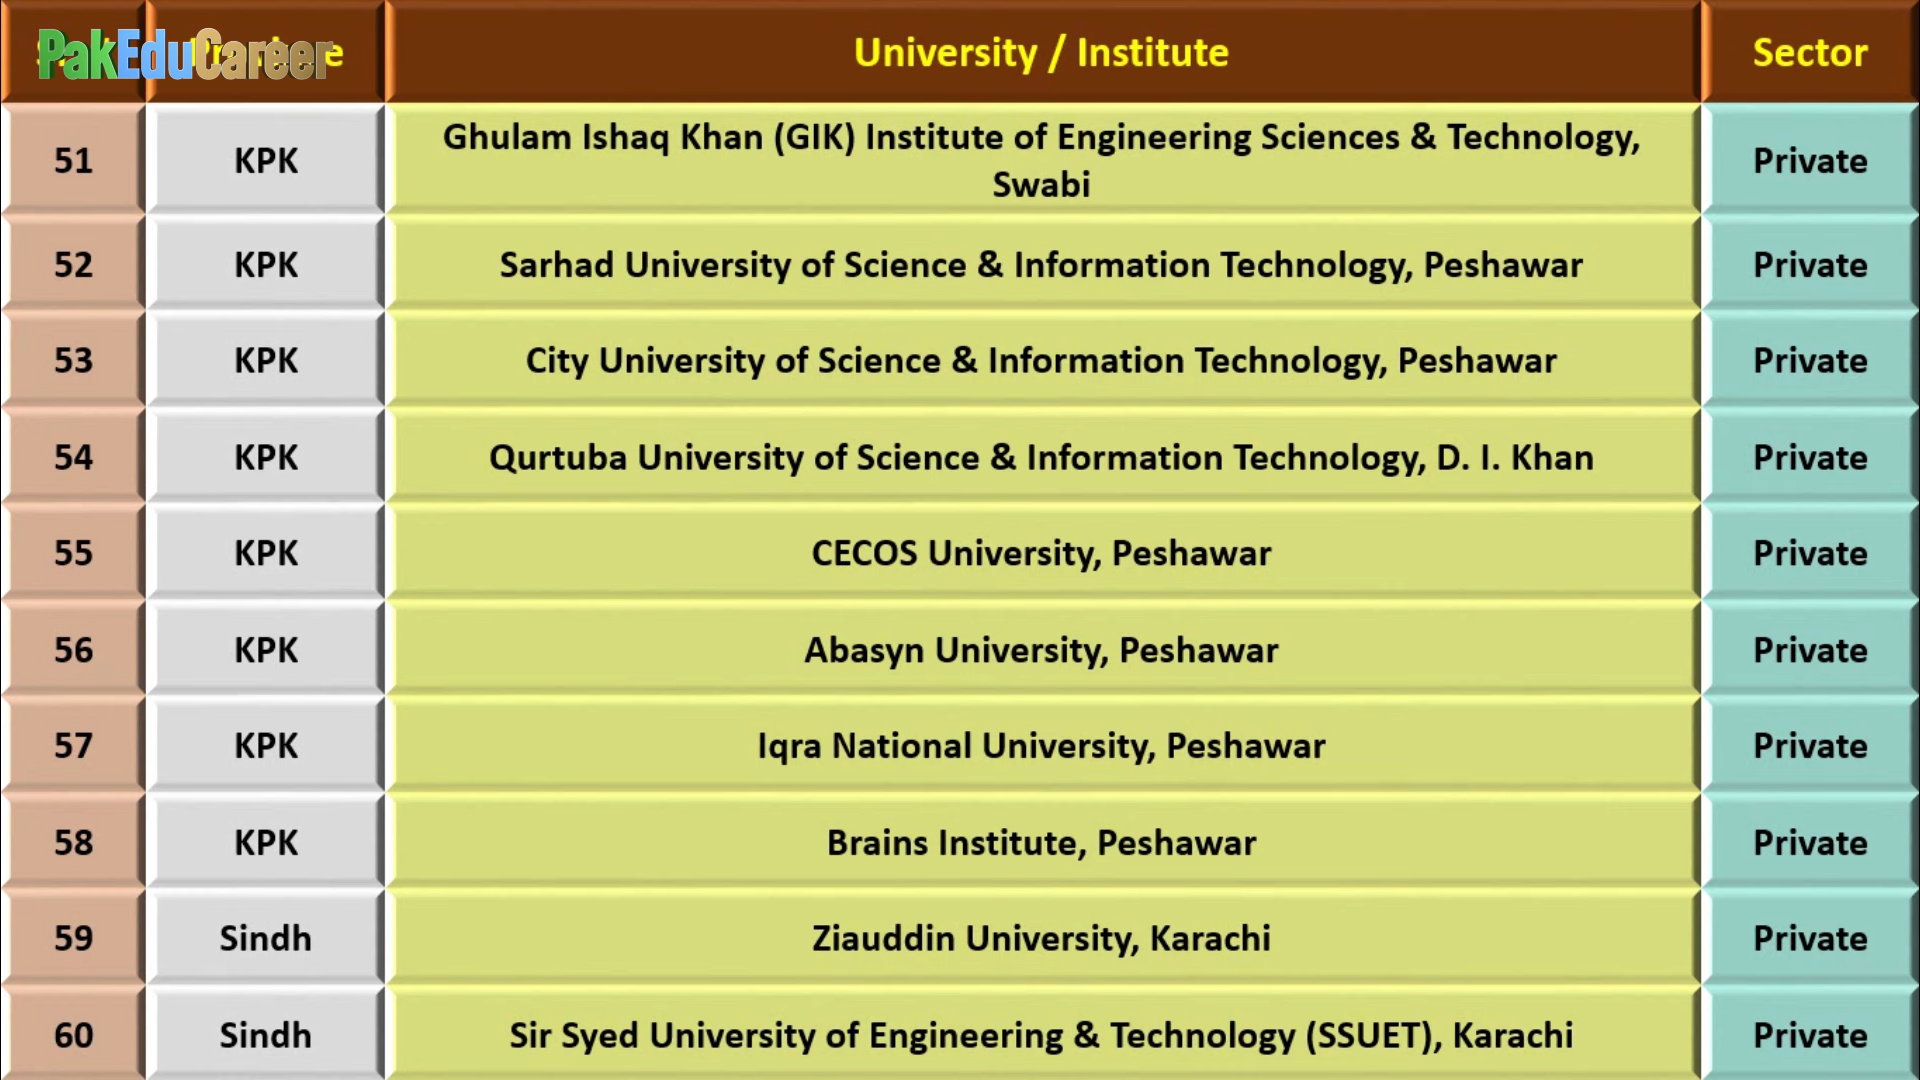 PakEduCareer
University / Institute
Sector
51 KPK Ghulam Ishaq Khan (GIK) Institute of Engineering Sciences & Technology,
Swabi Private
52 KPK Sarhad University of Science & Information Technology, Peshawar Private
53 KPK City University of Science & Information Technology, Peshawar Private
54 KPK Qurtuba University of Science & Information Technology, D. I. Khan Private
55 KPK CECOS University, Peshawar Private
56 KPK Abasyn University, Peshawar Private
57 KPK Iqra National University, Peshawar Private
58 KPK Brains Institute, Peshawar Private
59 Sindh Ziauddin University, Karachi Private
60 Sindh Sir Syed University of Engineering & Technology (SSUET), Karachi Private